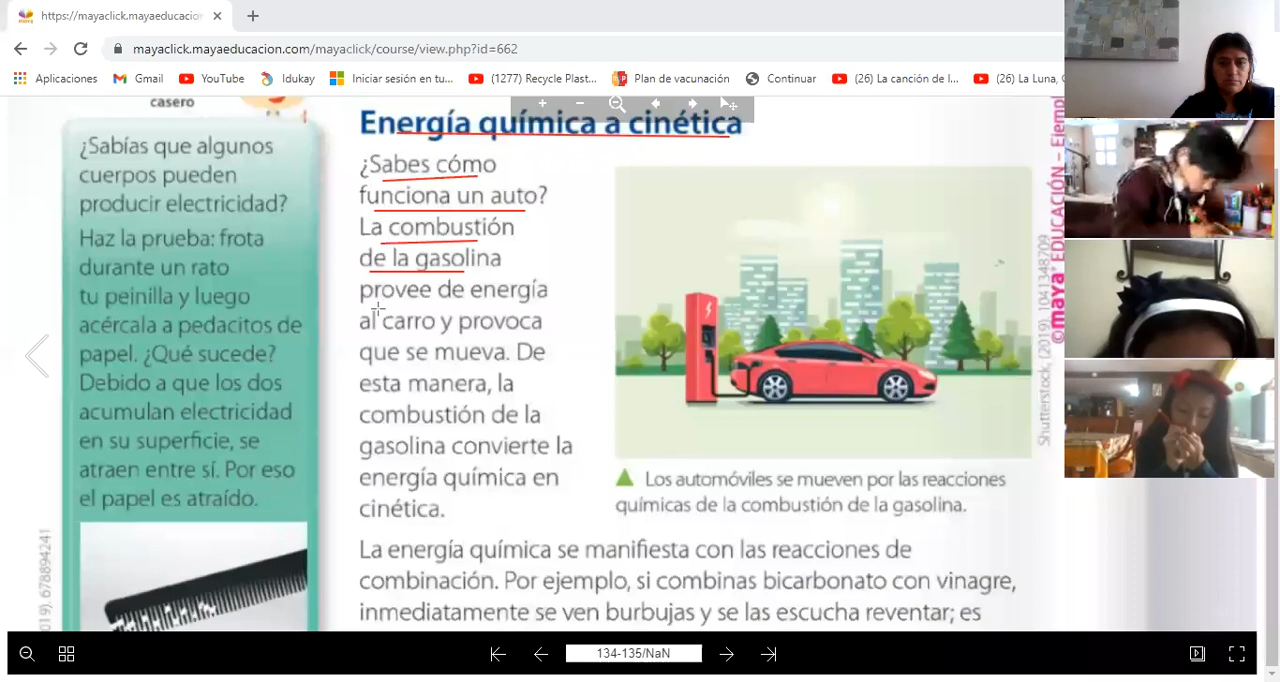 https://mayaclick.mayaeducacion
mayaclick.mayaeducacion.com/mayaclick/course/view.php?id=662
Aplicaciones
Gmail
YouTube
Idukay
Iniciar sesión en tu...
(1277) Recycle Plast...
Plan de vacunación
Continuar
(26) La canción de l...
(26) La Luna,
casero
¿Sabías que algunos
cuerpos pueden
producir electricidad?
Haz la prueba: frota
durante un rato
tu peinilla y luego
acércala a pedacitos de
papel. ¿Qué sucede?
Debido a que los dos
acumulan electricidad
en su superficie, se
atraen entre sí. Por eso
el papel es atraído.
019). 678894241
Energía química a cinética
¿Sabes cómo
funciona un auto?
La combustión
de la gasolina
provee de energía
al carro y provoca
que se mueva. De
esta manera, la
combustión de la
gasolina convierte la
energía química en
cinética.
Shutterstock, (2019). 1041348709
©maya EDUCACIÓN – Ejempl
Los automóviles se mueven por las reacciones
químicas de la combustión de la gasolina.
La energía química se manifiesta con las reacciones de
combinación. Por ejemplo, si combinas bicarbonato con vinagre,
inmediatamente se ven burbujas y se las escucha reventar; es
134-135/NaN